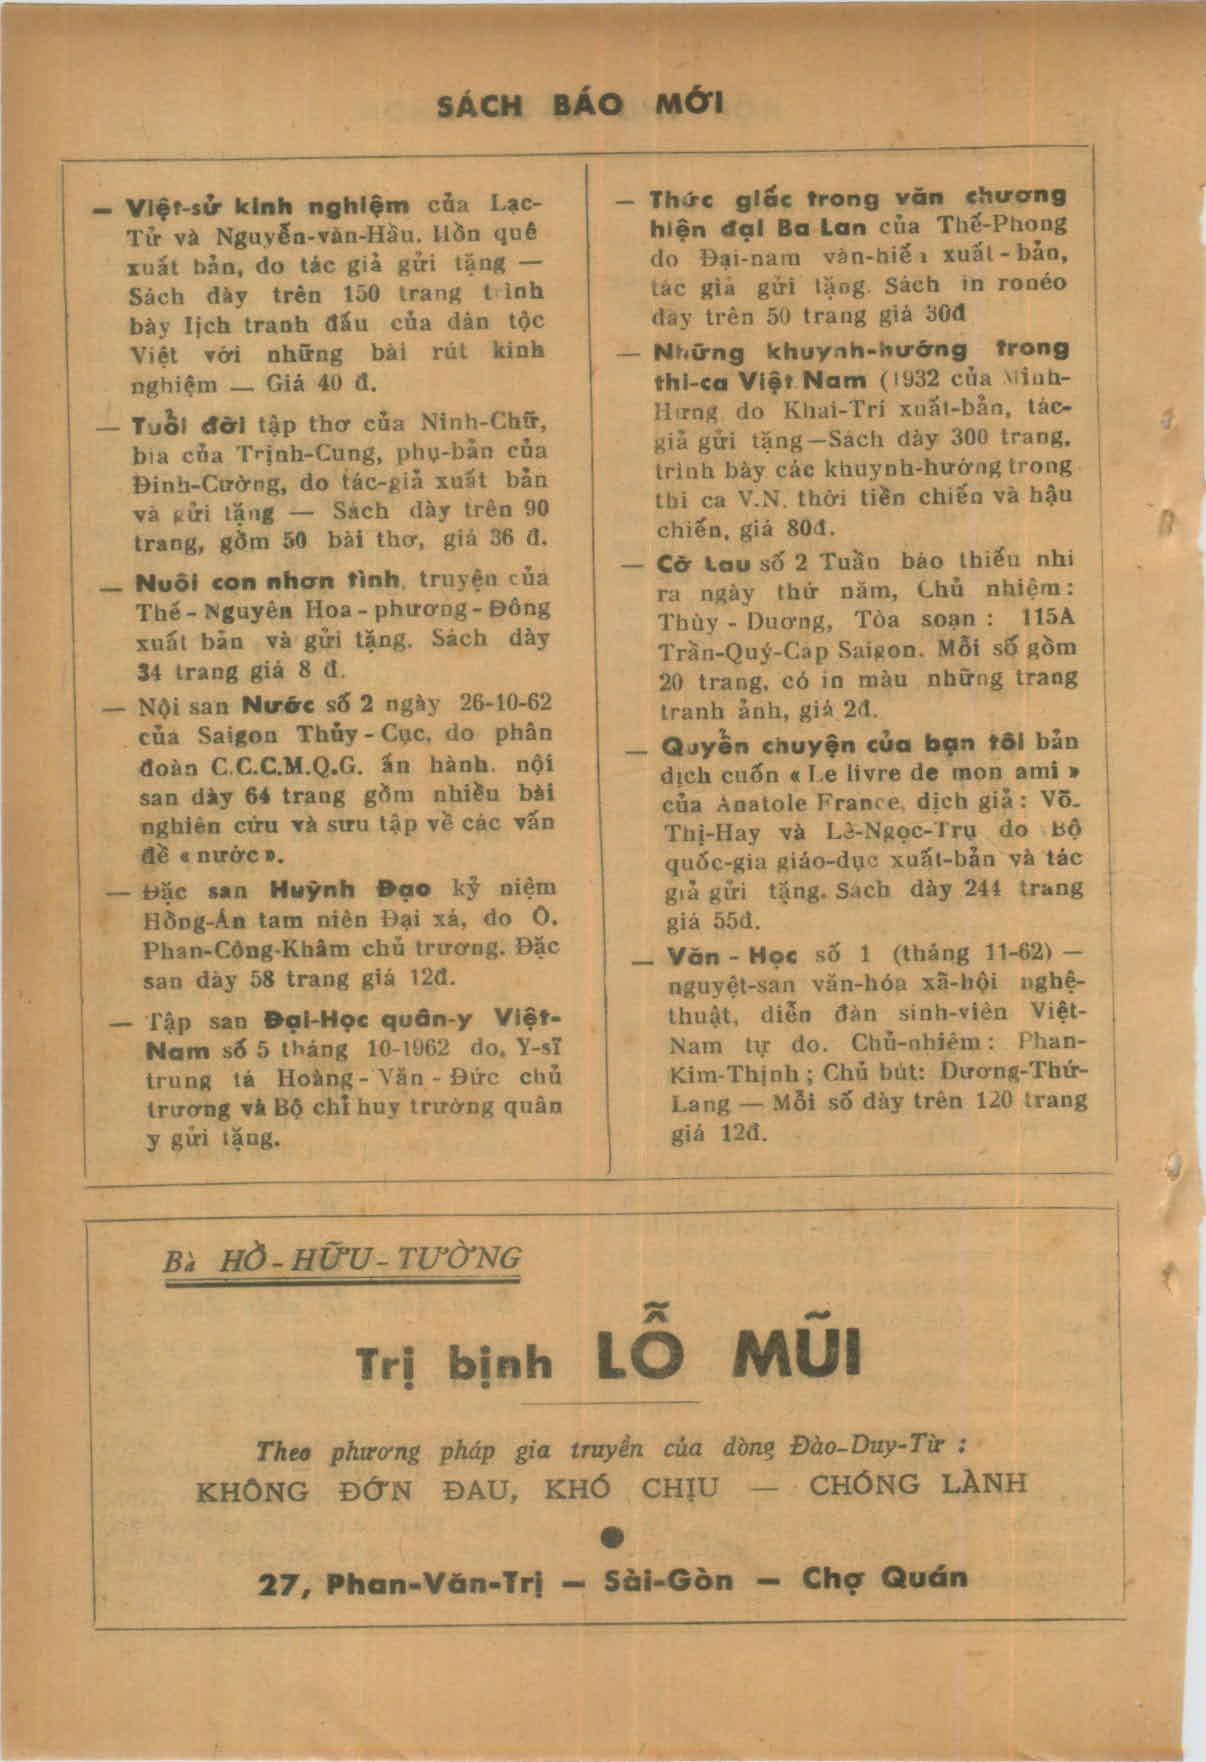 SÁCH BÁO MỚI
— Việt-sử kinh nghiệm của Lạc-
Tử và Nguyễn-văn-Hầu. Hồn quê
xuất bản, do tác giả gửi tặng —
Sách dày trên 150 trang trình
bày lịch tranh đấu của dân tộc
Việt với những bài rút kinh
nghiệm — Giá 40 đ.
— Tuổi đời tập thơ của Ninh-Chữ,
bìa của Trịnh-Cung, phụ-bản của
Đinh-Cường, do tác-giả xuất bản
và gửi tặng — Sách dày trên 90
trang, gồm 50 bài thơ, giá 36 đ.
— Nuôi con nhơn tình, truyện của
Thế - Nguyên Hoa - phương - Đông
xuất bản và gửi tặng. Sách dày
34 trang giá 8 đ.
— Nội san Nước số 2 ngày 26-10-62
của Saigon Thủy - Cục, do phân
đoàn C.C.C.M.Q.G. ấn hành. nội
san dày 64 trang gồm nhiều bài
nghiên cứu và sưu tập về các vấn
đề « nước ».
— Đặc san Huỳnh Đạo kỷ niệm
Hồng-Ân tam niên Đại xá, do Ô.
Phan-Công-Khâm chủ trương. Đặc
san dày 58 trang giá 12đ.
— Tập san Đại-Học quân-y Việt-
Nam số 5 tháng 10-1962 do, Y-sĩ
trung tá Hoàng - Văn - Đức chủ
trương và Bộ chỉ huy trường quân
y gửi tặng.
— Thức giấc trong văn chương
hiện đại Ba Lan của Thế-Phong
do Đại-nam văn-hiến xuất - bản,
tác giả gửi tặng. Sách in ronéo
dày trên 50 trang giá 30đ
— Những khuynh-hướng trong
thi-ca Việt Nam (1932 của Minh-
Hưng do Khai-Trí xuất-bản, tác-
giả gửi tặng — Sách dày 300 trang,
trình bày các khuynh-hướng trong
thi ca V.N. thời tiền chiến và hậu
chiến, giá 80đ.
— Cờ Lau số 2 Tuần báo thiếu nhi
ra ngày thứ năm, Chủ nhiệm :
Thùy - Dương, Tòa soạn : 115A
Trần-Quý-Cáp Saigon. Mỗi số gồm
20 trang, có in màu những trang
tranh ảnh, giá 2đ.
— Quyển chuyện của bạn tôi bản
dịch cuốn « Le livre de mon ami »
của Anatole France, dịch giả : Võ-
Thị-Hay và Lê-Ngọc-Trụ do Bộ
quốc-gia giáo-dục xuất-bản và tác
giả gửi tặng. Sách dày 244 trang
giá 55đ.
— Văn - Học số 1 (tháng 11-62) —
nguyệt-san văn-hóa xã-hội nghệ-
thuật, diễn đàn sinh-viên Việt-
Nam tự do. Chủ-nhiệm : Phan-
Kim-Thịnh ; Chủ bút: Dương-Thứ-
Lang — Mỗi số dày trên 120 trang
giá 12đ.
Bà HỒ - HỮU - TƯỜNG
Trị bịnh LỖ MŨI
Theo phương pháp gia truyền của dòng Đào-Duy-Từ :
KHÔNG ĐỚN ĐAU, KHÓ CHỊU — CHÓNG LÀNH
27, Phan-Văn-Trị — Sài-Gòn — Chợ Quán